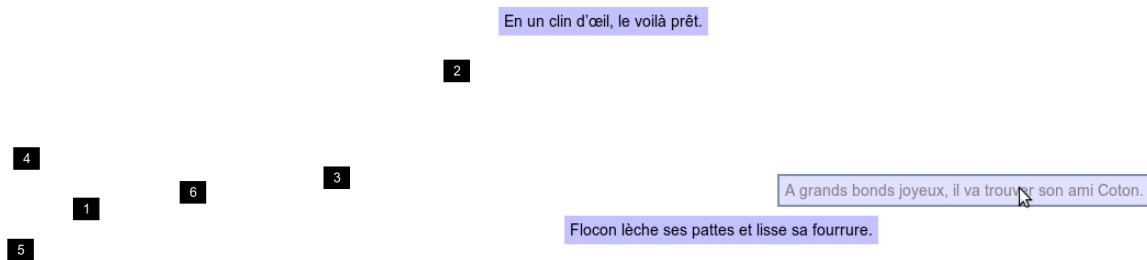 En un clin d’œil, le voilà prêt.
2
4
3
A grands bonds joyeux, il va trouver son ami Coton.
6
1
Flocon lèche ses pattes et lisse sa fourrure.
5